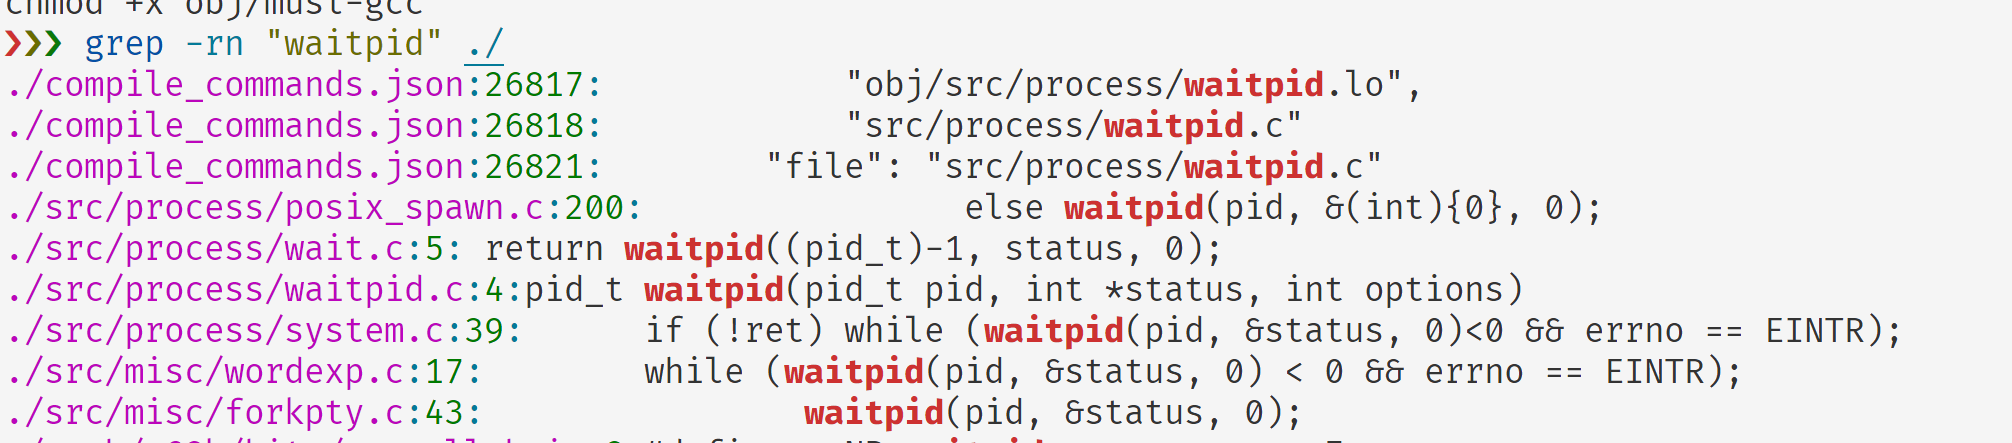 chmod +x obj/must-gcc
❯❯❯ grep -rn "waitpid" ./
./compile_commands.json:26817:            "obj/src/process/waitpid.lo",
./compile_commands.json:26818:            "src/process/waitpid.c"
./compile_commands.json:26821:        "file": "src/process/waitpid.c"
./src/process/posix_spawn.c:200:                else waitpid(pid, &(int){0}, 0);
./src/process/wait.c:5: return waitpid((pid_t)-1, status, 0);
./src/process/waitpid.c:4:pid_t waitpid(pid_t pid, int *status, int options)
./src/process/system.c:39:      if (!ret) while (waitpid(pid, &status, 0)<0 && errno == EINTR);
./src/misc/wordexp.c:17:        while (waitpid(pid, &status, 0) < 0 && errno == EINTR);
./src/misc/forkpty.c:43:                waitpid(pid, &status, 0);